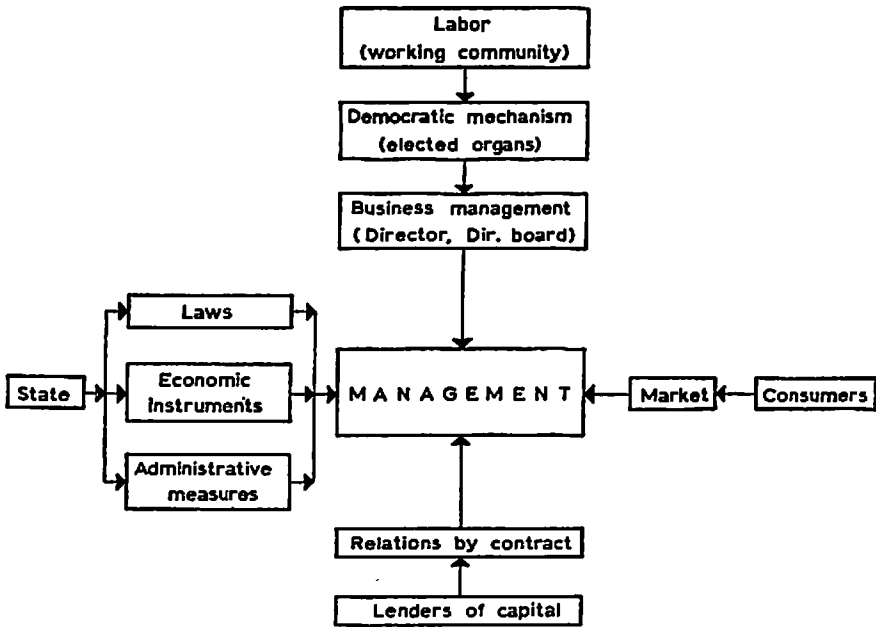 Labor
(working community)
Democratic mechanism
(elected organs)
Business management
(Director, Dir. board)
Laws
State
Economic
instruments
MANAGEMENT
Market
Consumers
Administrative
measures
Relations by contract
Lenders of capital